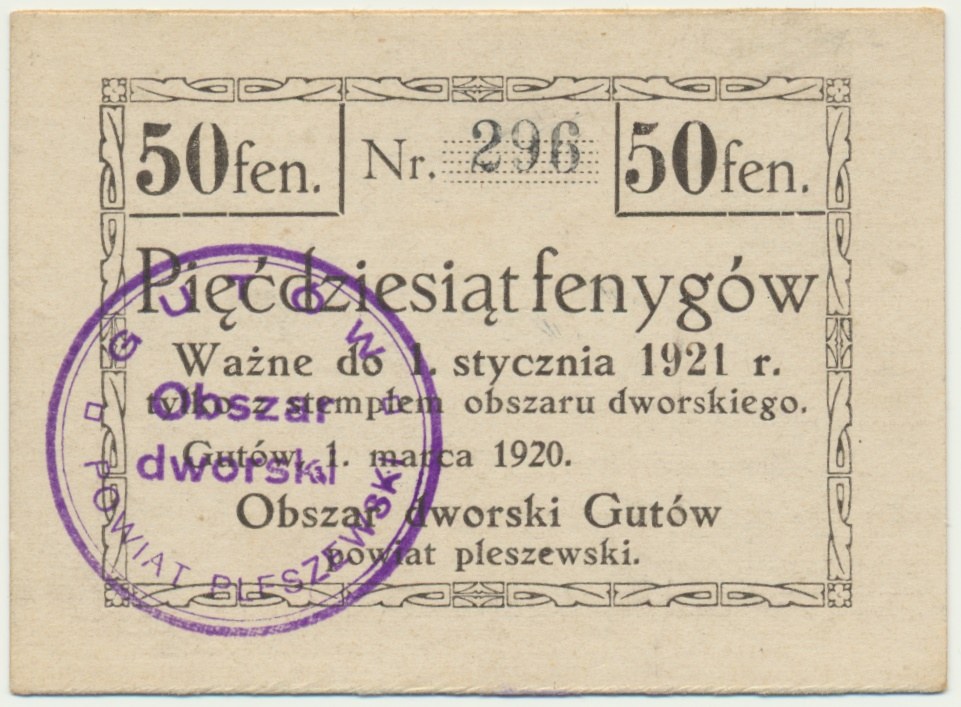 50 fen. Nr. 296 50 fen.
Pięćdziesiąt fenygów
Ważne do 1. stycznia 1921 r.
tylko z stemplem obszaru dworskiego.
Gutów, 1. marca 1920.
Obszar dworski Gutów
powiat pleszewski.
GUTÓW
Obszar
dworski
POWIAT PLESZEWSKI